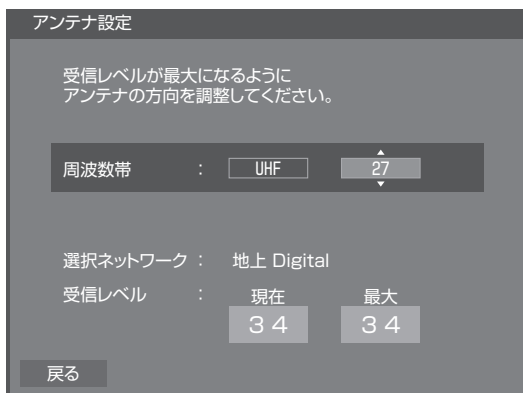 アンテナ設定
受信レベルが最大になるように
アンテナの方向を調整してください。
周波数帯 : UHF 27
選択ネットワーク : 地上 Digital
受信レベル : 現在 最大
34 34
戻る